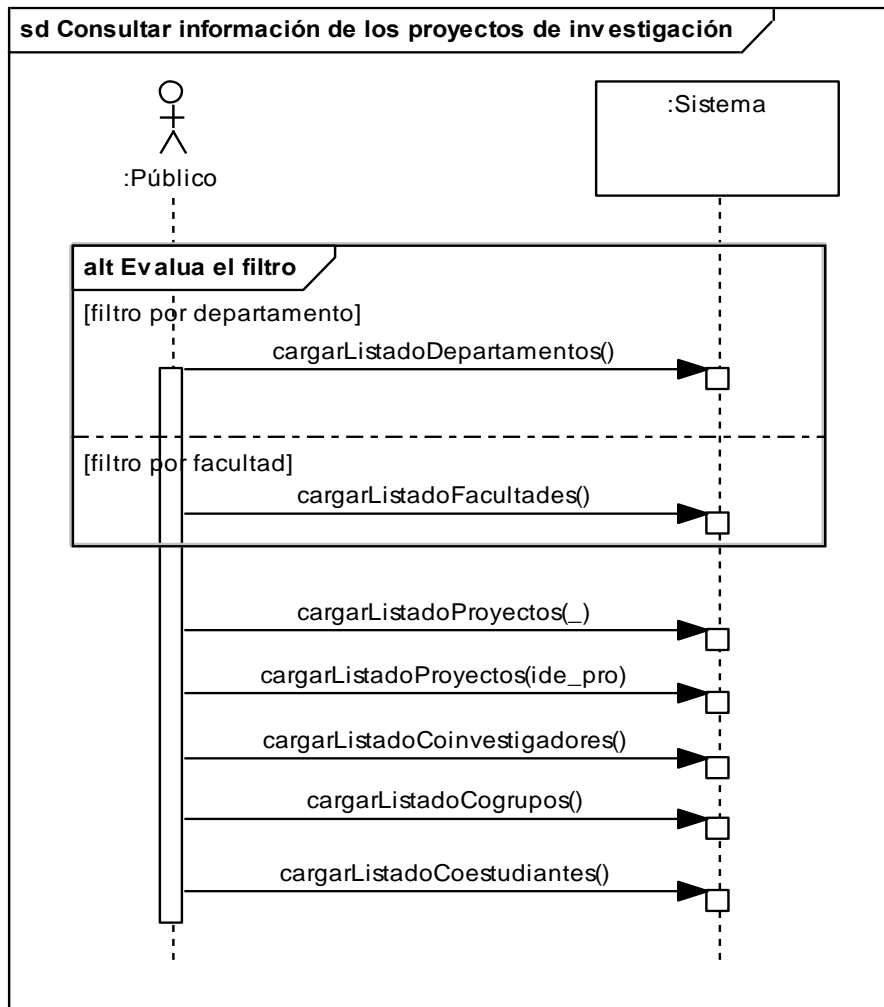 sd Consultar información de los proyectos de investigación
:Público
:Sistema
alt Evalua el filtro
[filtro por departamento]
cargarListadoDepartamentos()
[filtro por facultad]
cargarListadoFacultades()
cargarListadoProyectos(_)
cargarListadoProyectos(ide_pro)
cargarListadoCoinvestigadores()
cargarListadoCogrupos()
cargarListadoCoestudiantes()